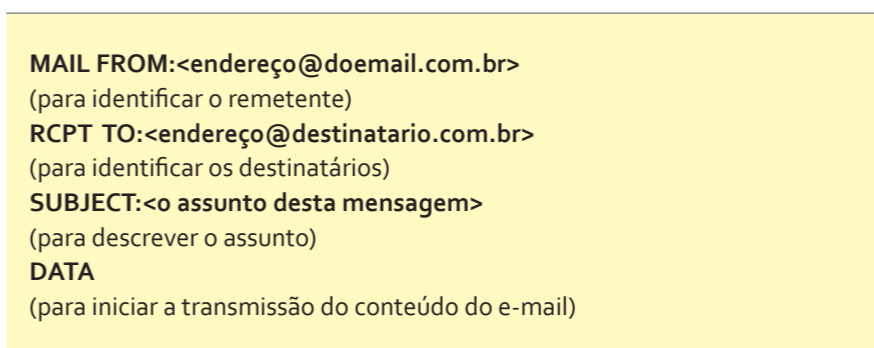 MAIL FROM:<endereço@doemail.com.br>
(para identificar o remetente)
RCPT TO:<endereço@destinatario.com.br>
(para identificar os destinatários)
SUBJECT:<o assunto desta mensagem>
(para descrever o assunto)
DATA
(para iniciar a transmissão do conteúdo do e-mail)